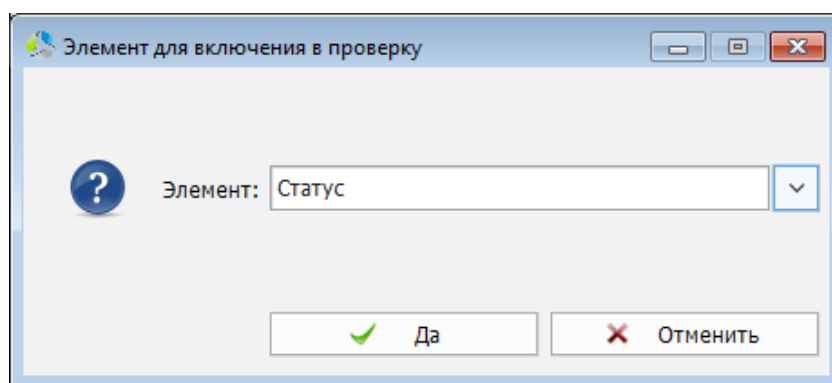 Элемент для включения в проверку
Элемент: Статус
Да Отменить